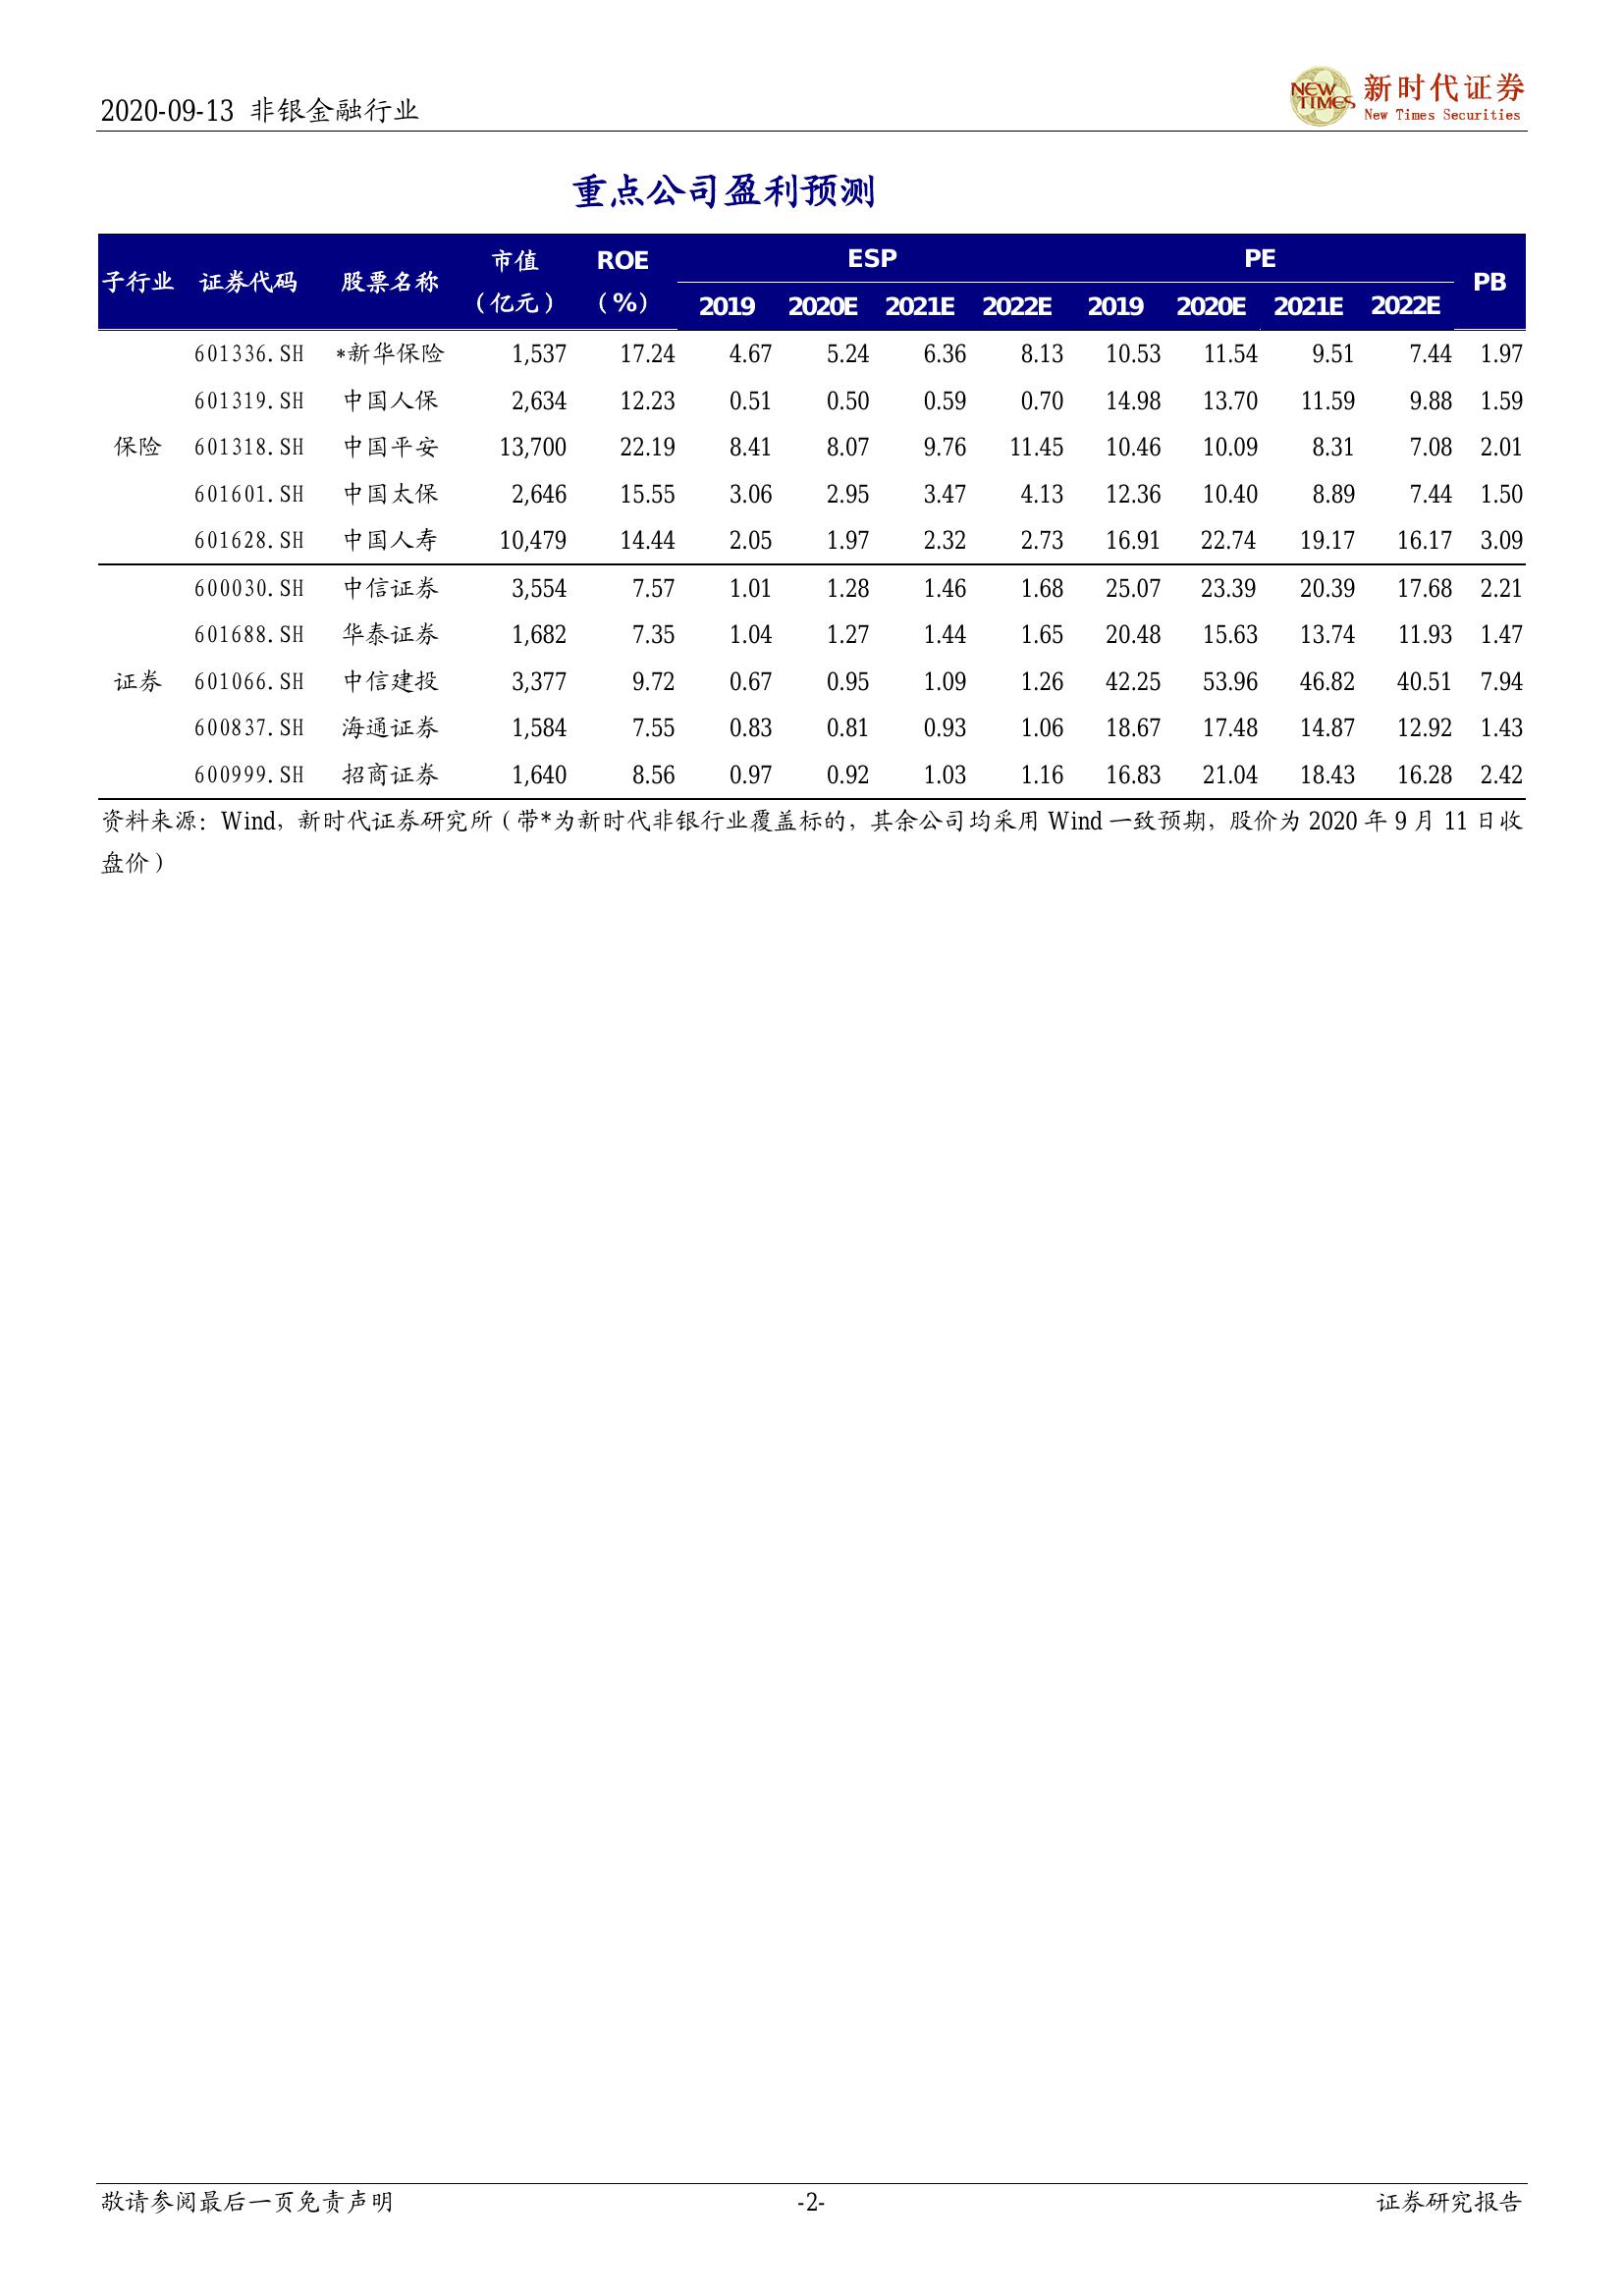 2020-09-13 非银金融行业
NEW TIMES 新时代证券
New Times Securities
重点公司盈利预测
子行业 证券代码 股票名称 市值（亿元） ROE（%） ESP PE PB
2019 2020E 2021E 2022E 2019 2020E 2021E 2022E
601336.SH *新华保险 1,537 17.24 4.67 5.24 6.36 8.13 10.53 11.54 9.51 7.44 1.97
601319.SH 中国人保 2,634 12.23 0.51 0.50 0.59 0.70 14.98 13.70 11.59 9.88 1.59
保险 601318.SH 中国平安 13,700 22.19 8.41 8.07 9.76 11.45 10.46 10.09 8.31 7.08 2.01
601601.SH 中国太保 2,646 15.55 3.06 2.95 3.47 4.13 12.36 10.40 8.89 7.44 1.50
601628.SH 中国人寿 10,479 14.44 2.05 1.97 2.32 2.73 16.91 22.74 19.17 16.17 3.09
600030.SH 中信证券 3,554 7.57 1.01 1.28 1.46 1.68 25.07 23.39 20.39 17.68 2.21
601688.SH 华泰证券 1,682 7.35 1.04 1.27 1.44 1.65 20.48 15.63 13.74 11.93 1.47
证券 601066.SH 中信建投 3,377 9.72 0.67 0.95 1.09 1.26 42.25 53.96 46.82 40.51 7.94
600837.SH 海通证券 1,584 7.55 0.83 0.81 0.93 1.06 18.67 17.48 14.87 12.92 1.43
600999.SH 招商证券 1,640 8.56 0.97 0.92 1.03 1.16 16.83 21.04 18.43 16.28 2.42
资料来源：Wind，新时代证券研究所（带*为新时代非银行业覆盖标的，其余公司均采用 Wind 一致预期，股价为 2020 年 9 月 11 日收
盘价）
敬请参阅最后一页免责声明 -2- 证券研究报告